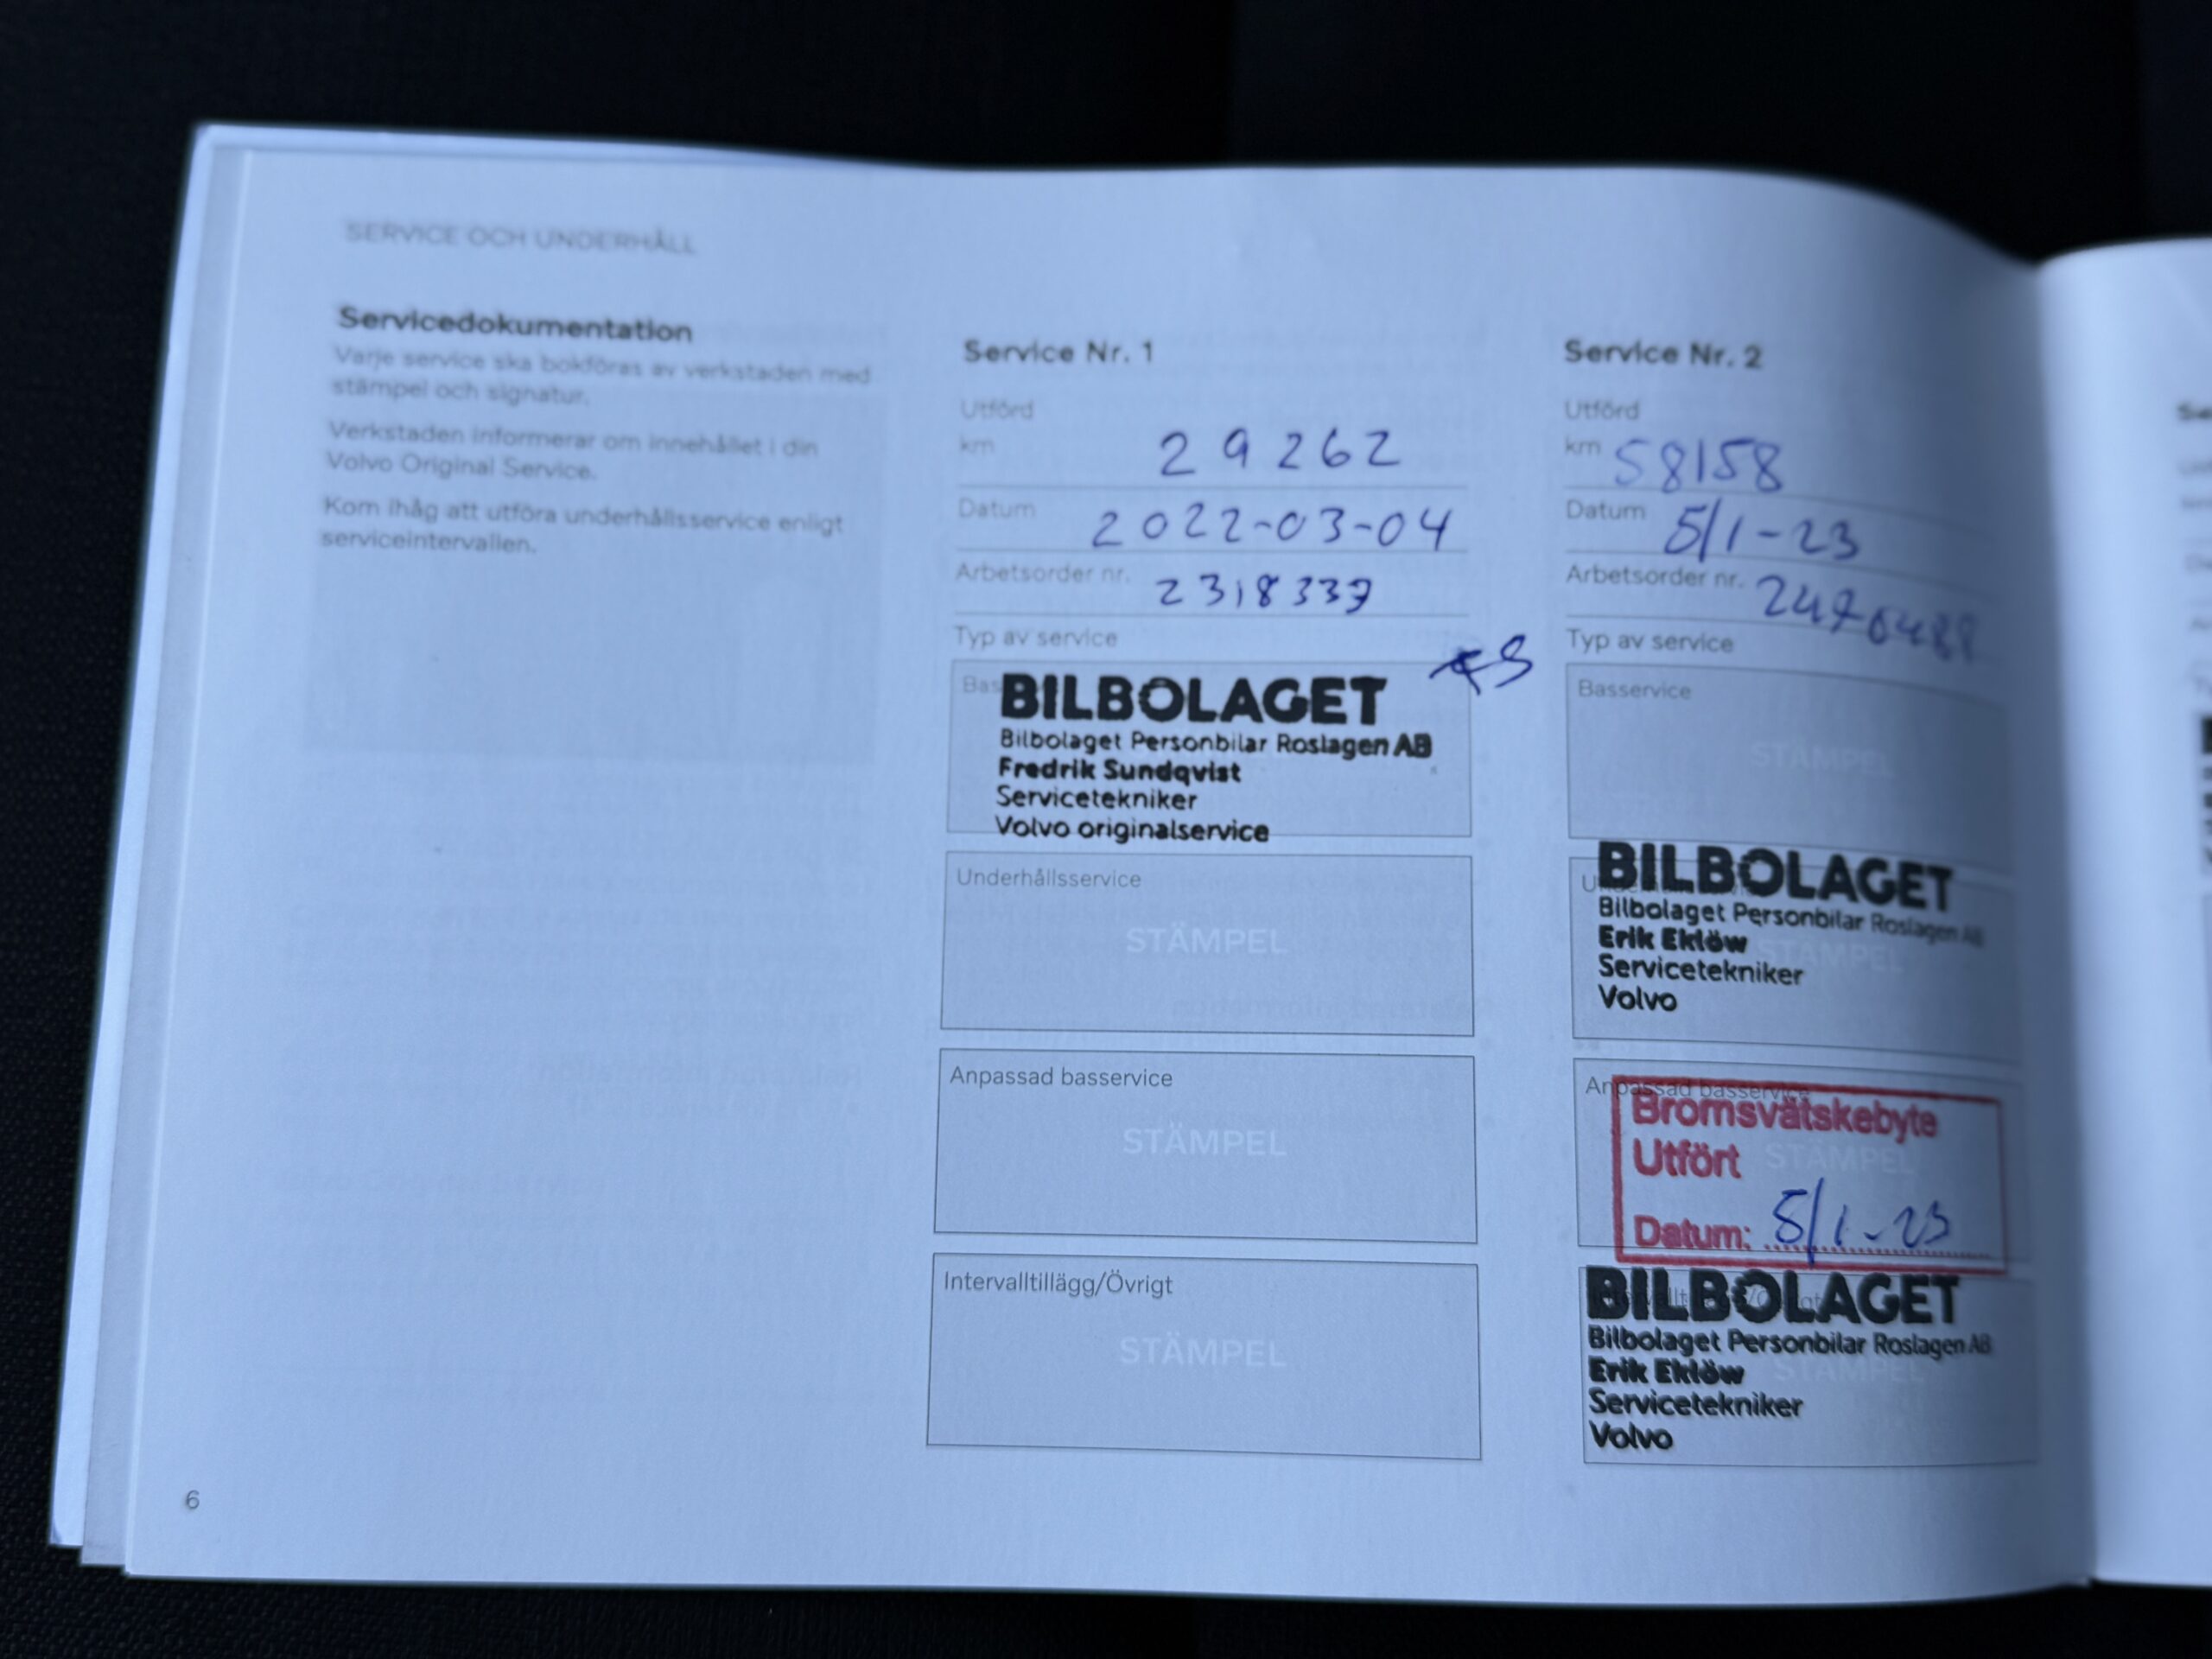 SERVICE OCH UNDERHÅLL
Servicedokumentation
Varje service ska bokföras av verkstaden med
stämpel och signatur.
Verkstaden informerar om innehållet i din
Volvo Original Service.
Kom ihåg att utföra underhållsservice enligt
serviceintervallen.
6
Service Nr. 1
Utförd
km 29262
Datum 2022-03-04
Arbetsorder nr. 2318337
Typ av service
BILBOLAGET
Bilbolaget Personbilar Roslagen AB
Fredrik Sundqvist
Servicetekniker
Volvo originalservice
Underhållsservice
STÄMPEL
Anpassad basservice
STÄMPEL
Intervalltillägg/Övrigt
STÄMPEL
Service Nr. 2
Utförd
km 58158
Datum 5/1-23
Arbetsorder nr.
Typ av service
Basservice
STÄMPEL
BILBOLAGET
Bilbolaget Personbilar Roslagen AB
Erik Eklöw
STÄMPEL
Servicetekniker
Volvo
Anpassad basservice
Bromsvätskebyte
Utfört
STÄMPEL
Datum: 5/1-23
BILBOLAGET
Bilbolaget Personbilar Roslagen AB
Erik Eklöw
STÄMPEL
Servicetekniker
Volvo